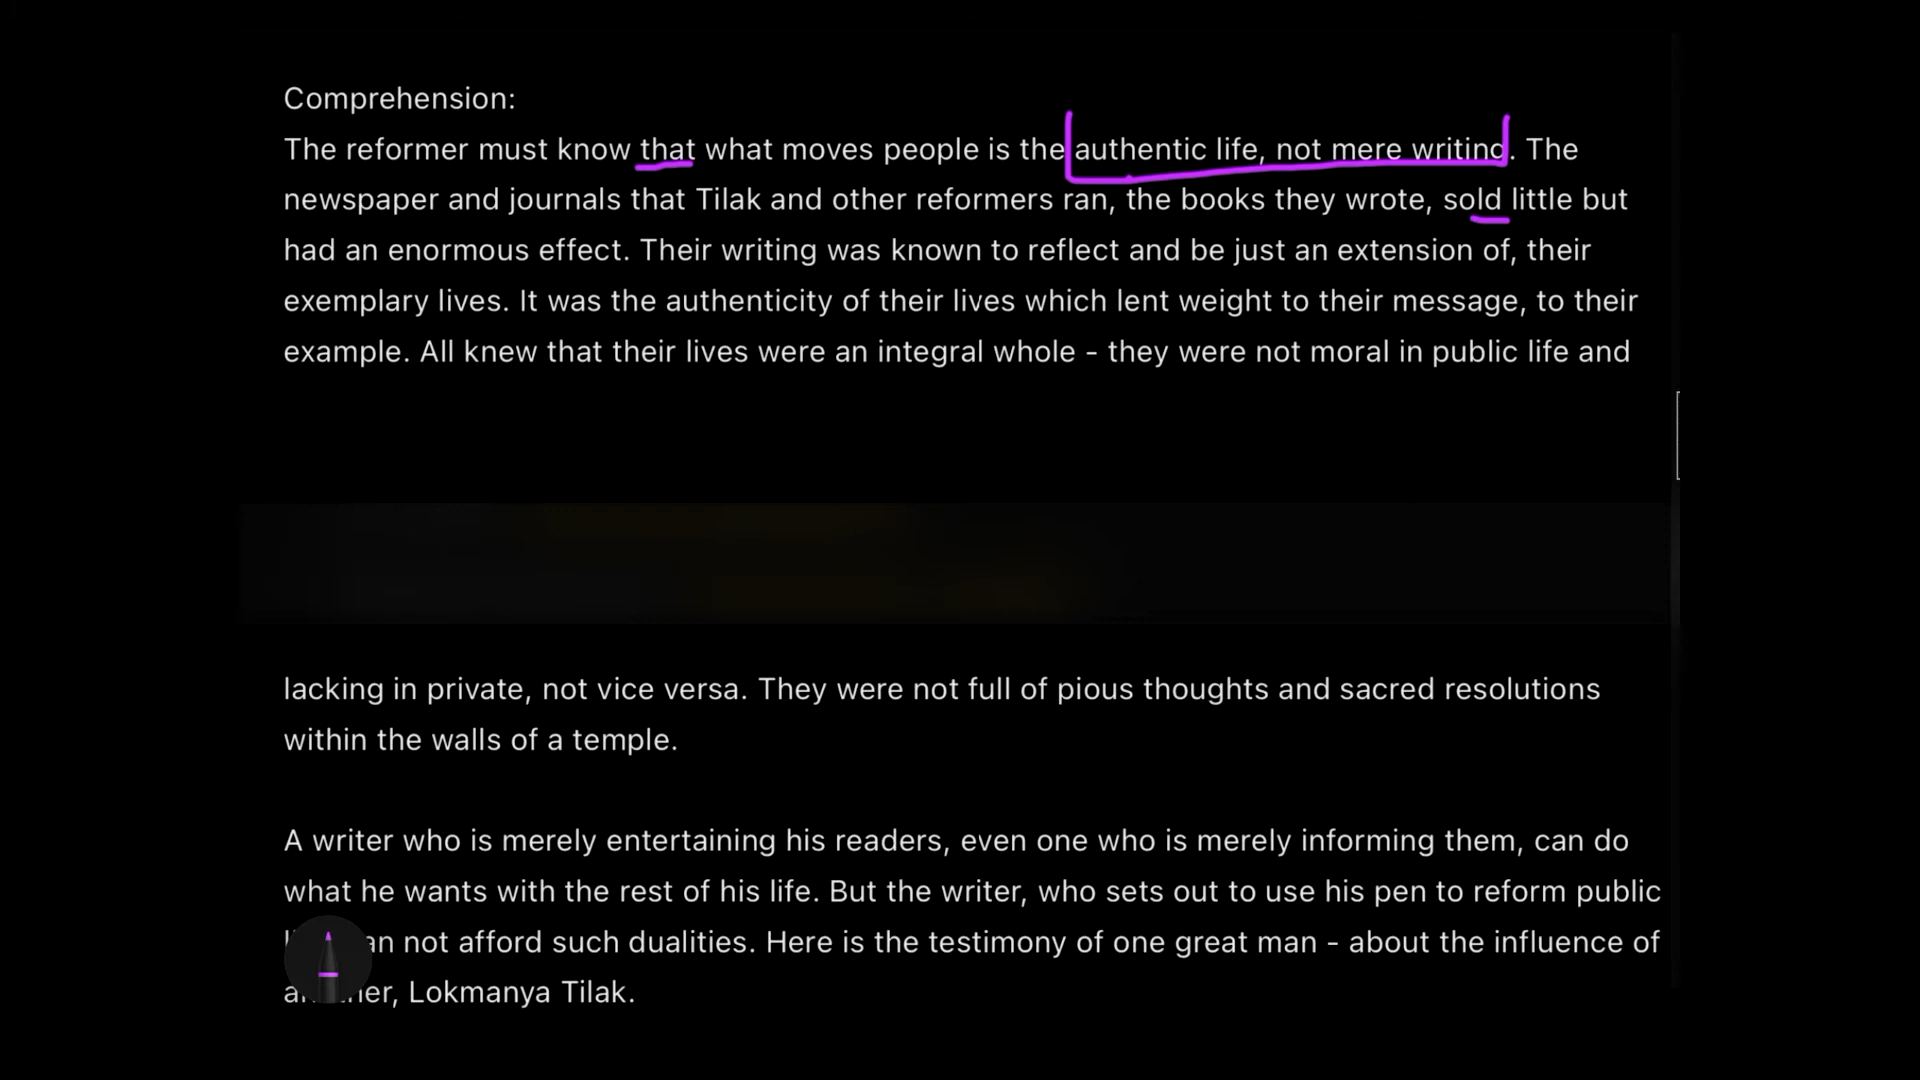 Comprehension:
The reformer must know that what moves people is the authentic life, not mere writing. The
newspaper and journals that Tilak and other reformers ran, the books they wrote, sold little but
had an enormous effect. Their writing was known to reflect and be just an extension of, their
exemplary lives. It was the authenticity of their lives which lent weight to their message, to their
example. All knew that their lives were an integral whole - they were not moral in public life and
lacking in private, not vice versa. They were not full of pious thoughts and sacred resolutions
within the walls of a temple.
A writer who is merely entertaining his readers, even one who is merely informing them, can do
what he wants with the rest of his life. But the writer, who sets out to use his pen to reform public
not afford such dualities. Here is the testimony of one great man - about the influence of
Lokmanya Tilak.